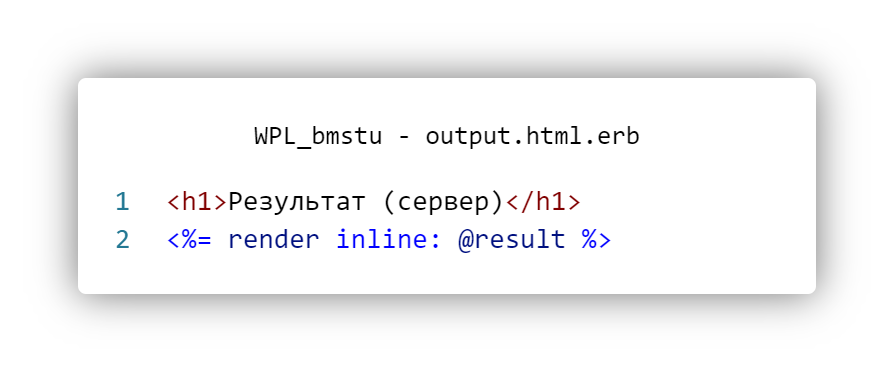 WPL_bmstu - output.html.erb
1 <h1>Результат (сервер)</h1>
2 <%= render inline: @result %>